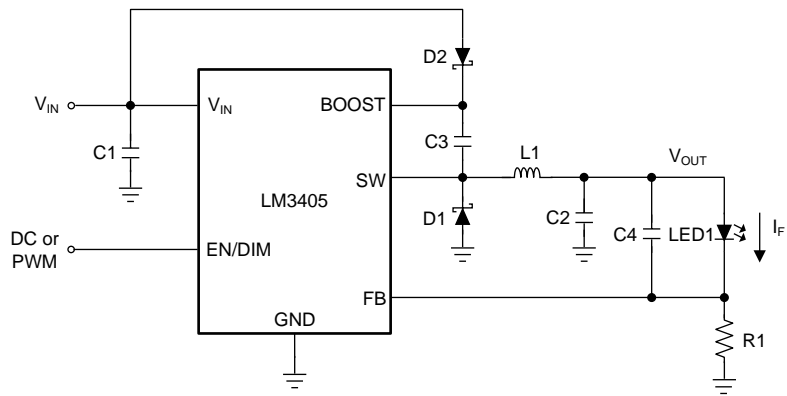 D2
V_IN
V_IN
BOOST
C1
C3
L1
V_OUT
SW
LM3405
D1
C2
C4
LED1
I_F
DC or
PWM
EN/DIM
FB
GND
R1